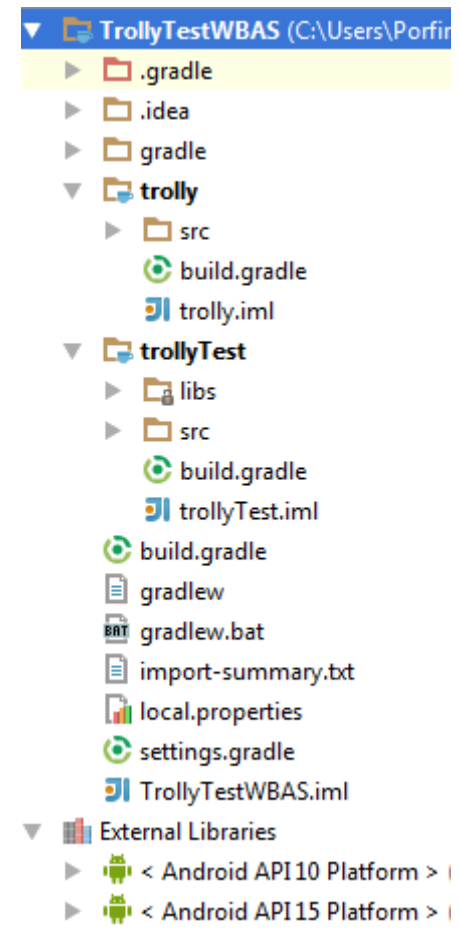 TrollyTestWBAS (C:\Users\Porfir
.gradle
.idea
gradle
trolly
src
build.gradle
trolly.iml
trollyTest
libs
src
build.gradle
trollyTest.iml
build.gradle
gradlew
BAT gradlew.bat
import-summary.txt
local.properties
settings.gradle
TrollyTestWBAS.iml
External Libraries
< Android API 10 Platform > (
< Android API 15 Platform > (